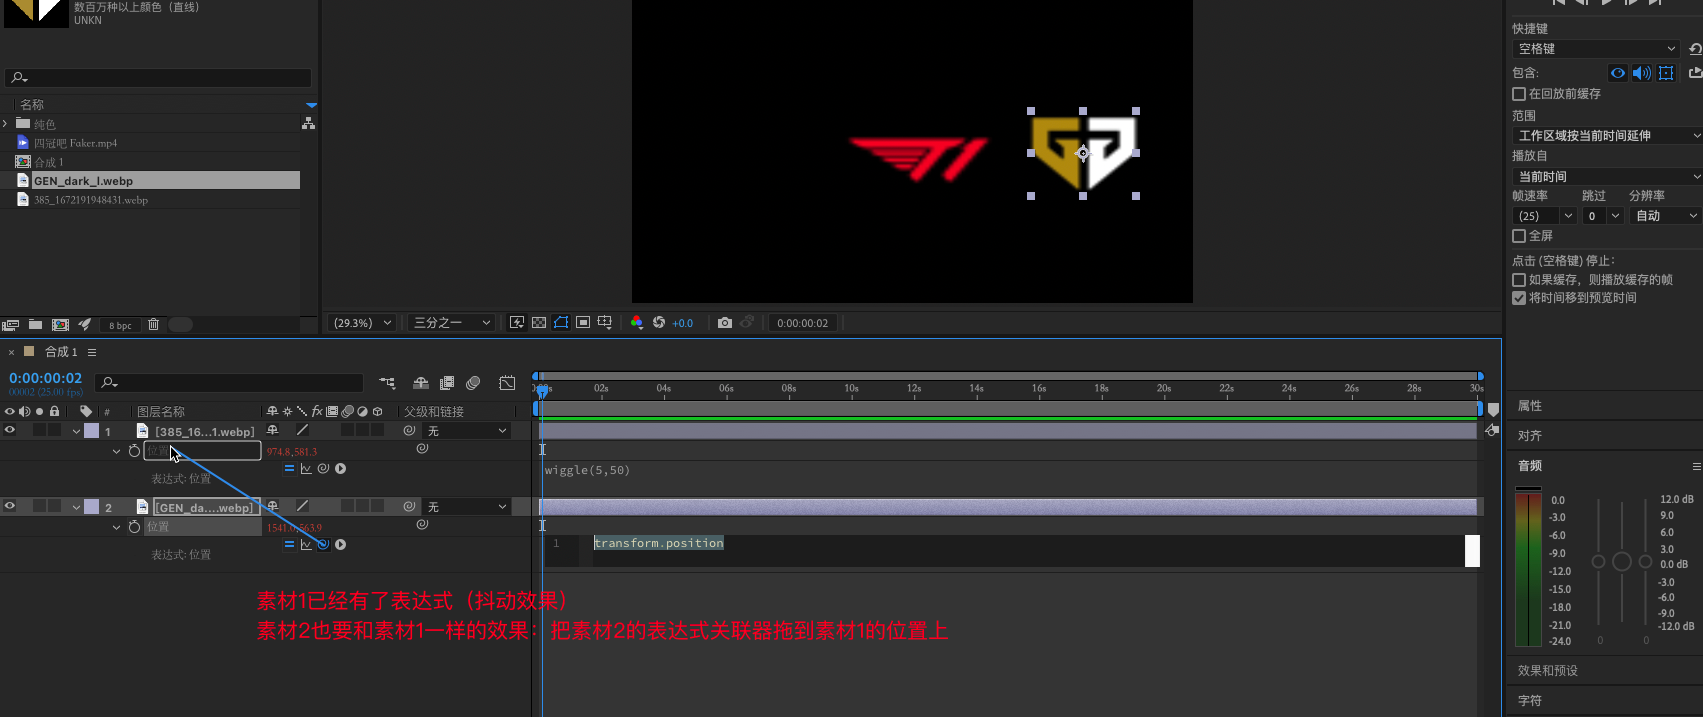 数百万种以上颜色（直线）
UNKN
名称
纯色
四冠吧 Faker.mp4
合成 1
GEN_dark_l.webp
385_1672191948431.webp
8 bpc
(29.3%)
三分之一
+0.0
0:00:00:02
快捷键
空格键
包含:
在回放前缓存
范围
工作区域按当前时间延伸
播放自
当前时间
帧速率 跳过 分辨率
(25) 0 自动
全屏
点击 (空格键) 停止:
如果缓存，则播放缓存的帧
将时间移到预览时间
× 合成 1
0:00:00:02
00002 (25.00 fps)
02s 04s 06s 08s 10s 12s 14s 16s 18s 20s 22s 24s 26s 28s 30s
# 图层名称 fx 父级和链接
1 [385_16...1.webp] 无
位置 974.8,581.3
表达式: 位置
wiggle(5,50)
2 [GEN_da....webp] 无
位置
表达式: 位置
1 transform.position
素材1已经有了表达式（抖动效果）
素材2也要和素材1一样的效果：把素材2的表达式关联器拖到素材1的位置上
属性
对齐
音频
0.0
-3.0
-6.0
-9.0
-12.0
-15.0
-18.0
-21.0
-24.0
12.0 dB
9.0
6.0
3.0
0.0 dB
-3.0
-6.0
-9.0
-12.0 dB
0 0
效果和预设
字符